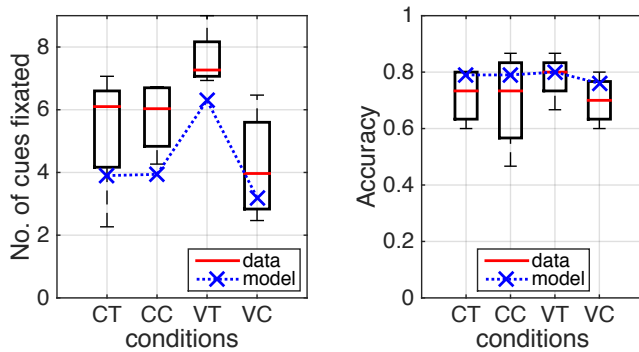 No. of cues fixated
8
6
4
2
0
CT CC VT VC
conditions
data
model
Accuracy
1
0.8
0.6
0.4
0.2
0
CT CC VT VC
conditions
data
model